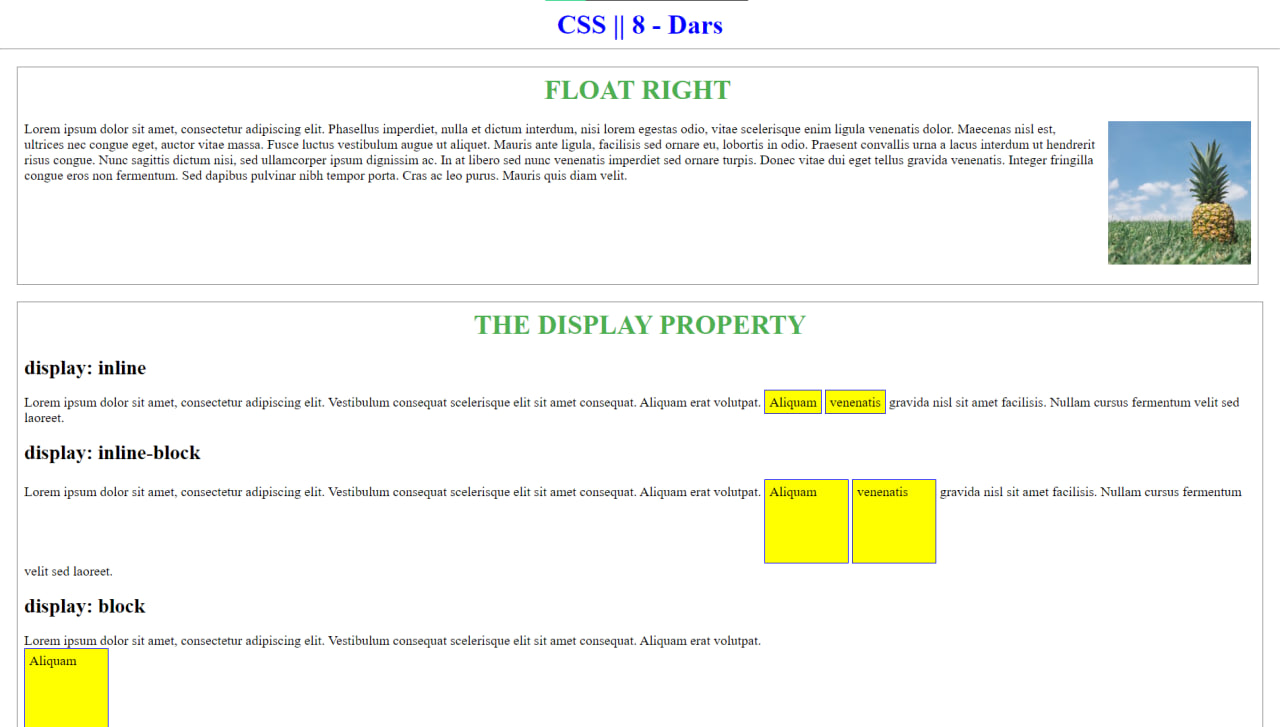 CSS || 8 - Dars
FLOAT RIGHT
Lorem ipsum dolor sit amet, consectetur adipiscing elit. Phasellus imperdiet, nulla et dictum interdum, nisi lorem egestas odio, vitae scelerisque enim ligula venenatis dolor. Maecenas nisl est,
ultrices nec congue eget, auctor vitae massa. Fusce luctus vestibulum augue ut aliquet. Mauris ante ligula, facilisis sed ornare eu, lobortis in odio. Praesent convallis urna a lacus interdum ut hendrerit
risus congue. Nunc sagittis dictum nisi, sed ullamcorper ipsum dignissim ac. In at libero sed nunc venenatis imperdiet sed ornare turpis. Donec vitae dui eget tellus gravida venenatis. Integer fringilla
congue eros non fermentum. Sed dapibus pulvinar nibh tempor porta. Cras ac leo purus. Mauris quis diam velit.
THE DISPLAY PROPERTY
display: inline
Lorem ipsum dolor sit amet, consectetur adipiscing elit. Vestibulum consequat scelerisque elit sit amet consequat. Aliquam erat volutpat. Aliquam venenatis gravida nisl sit amet facilisis. Nullam cursus fermentum velit sed
laoreet.
display: inline-block
Lorem ipsum dolor sit amet, consectetur adipiscing elit. Vestibulum consequat scelerisque elit sit amet consequat. Aliquam erat volutpat. Aliquam venenatis gravida nisl sit amet facilisis. Nullam cursus fermentum
velit sed laoreet.
display: block
Lorem ipsum dolor sit amet, consectetur adipiscing elit. Vestibulum consequat scelerisque elit sit amet consequat. Aliquam erat volutpat.
Aliquam